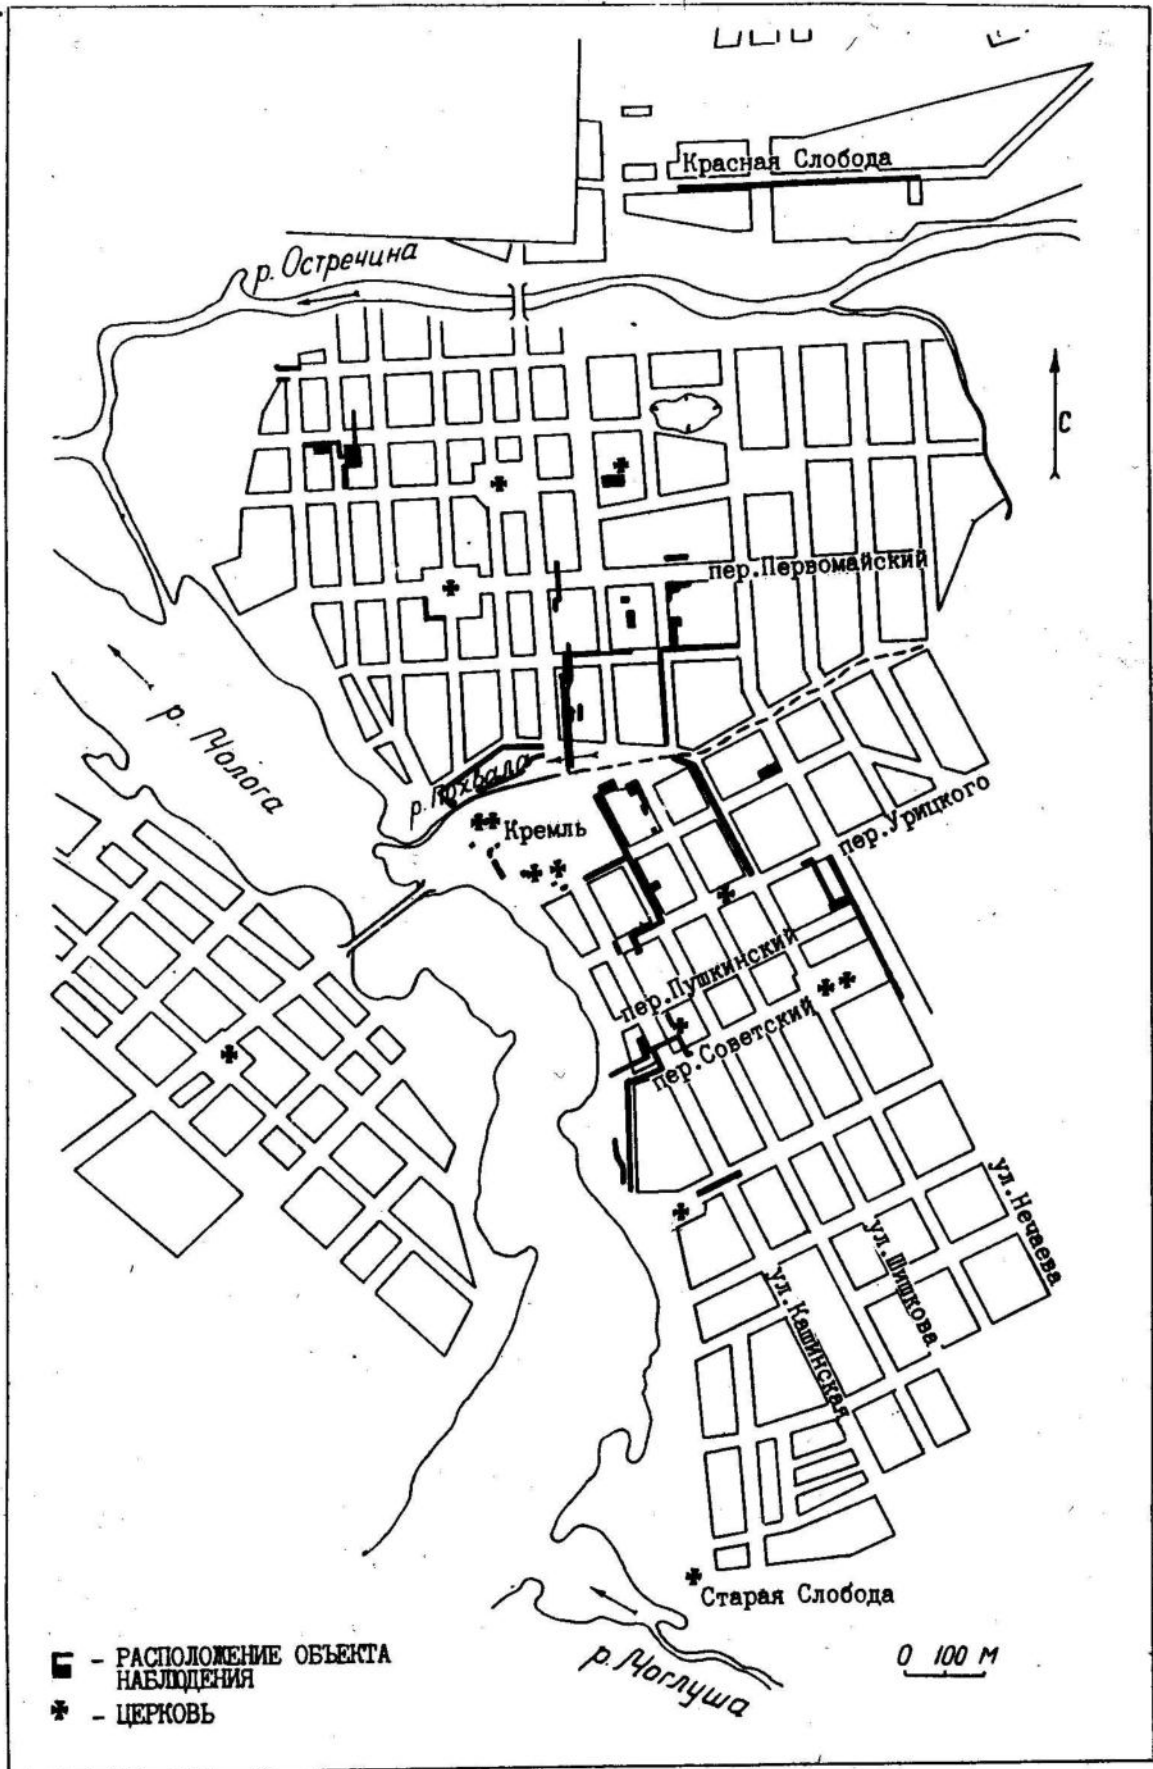 Красная Слобода
р. Остречина
С
пер.Первомайский
р. Молога
р. Похвала
Кремль
пер.Урицкого
пер.Пушкинский
пер.Советский
ул.Нечаева
ул.Шишкова
ул.Кашинская
Старая Слобода
р. Моглуша
0 100 М
- РАСПОЛОЖЕНИЕ ОБЪЕКТА
НАБЛЮДЕНИЯ
- ЦЕРКОВЬ